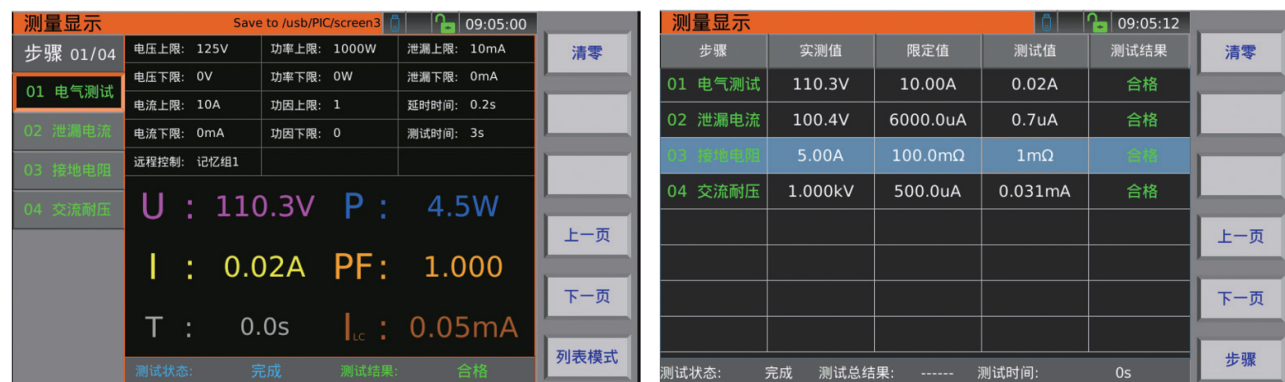 测量显示 Save to /usb/PIC/screen3 09:05:00
步骤 01/04
01 电气测试
02 泄漏电流
03 接地电阻
04 交流耐压
电压上限: 125V 功率上限: 1000W 泄漏上限: 10mA
电压下限: 0V 功率下限: 0W 泄漏下限: 0mA
电流上限: 10A 功因上限: 1 延时时间: 0.2s
电流下限: 0mA 功因下限: 0 测试时间: 3s
远程控制: 记忆组1
U : 110.3V P : 4.5W
I : 0.02A PF: 1.000
T : 0.0s ILC : 0.05mA
测试状态: 完成 测试结果: 合格
清零
上一页
下一页
列表模式
测量显示 09:05:12
步骤 实测值 限定值 测试值 测试结果
01 电气测试 110.3V 10.00A 0.02A 合格
02 泄漏电流 100.4V 6000.0uA 0.7uA 合格
03 接地电阻 5.00A 100.0mΩ 1mΩ 合格
04 交流耐压 1.000kV 500.0uA 0.031mA 合格
测试状态: 完成 测试总结果: ------ 测试时间: 0s
清零
上一页
下一页
步骤